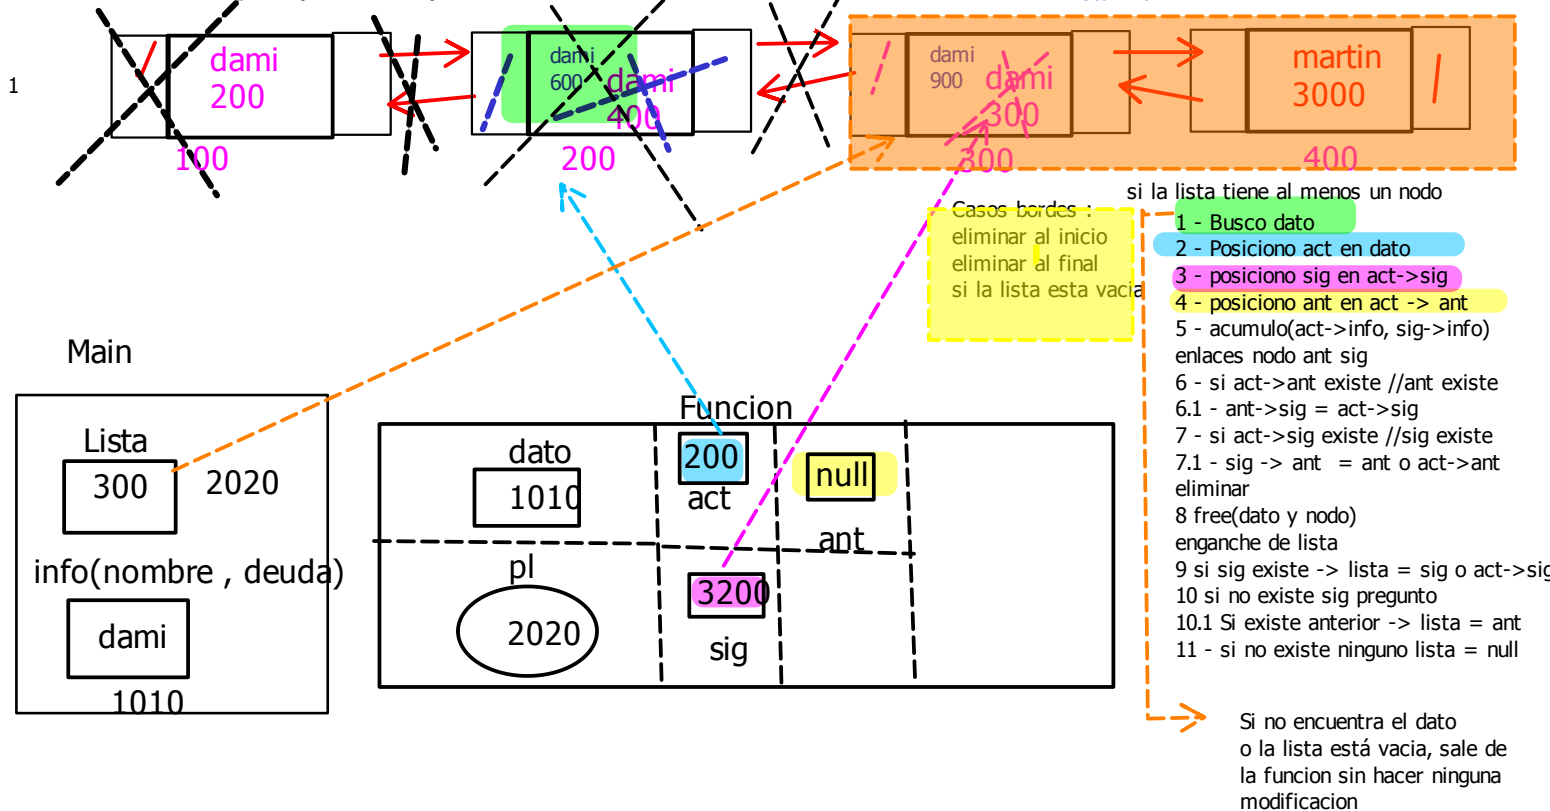 1
dami
200
100
dami
600
dami
400
200
dami
900
dami
300
300
martin
3000
400
Casos bordes :
eliminar al inicio
eliminar al final
si la lista esta vacia
si la lista tiene al menos un nodo
1 - Busco dato
2 - Posiciono act en dato
3 - posiciono sig en act->sig
4 - posiciono ant en act -> ant
5 - acumulo(act->info, sig->info)
enlaces nodo ant sig
6 - si act->ant existe //ant existe
6.1 - ant->sig = act->sig
7 - si act->sig existe //sig existe
7.1 - sig -> ant = ant o act->ant
eliminar
8 free(dato y nodo)
enganche de lista
9 si sig existe -> lista = sig o act->sig
10 si no existe sig pregunto
10.1 Si existe anterior -> lista = ant
11 - si no existe ninguno lista = null
Si no encuentra el dato
o la lista está vacia, sale de
la funcion sin hacer ninguna
modificacion
Main
Lista
300
2020
info(nombre , deuda)
dami
1010
Funcion
dato
1010
200
act
null
ant
pl
2020
3200
sig